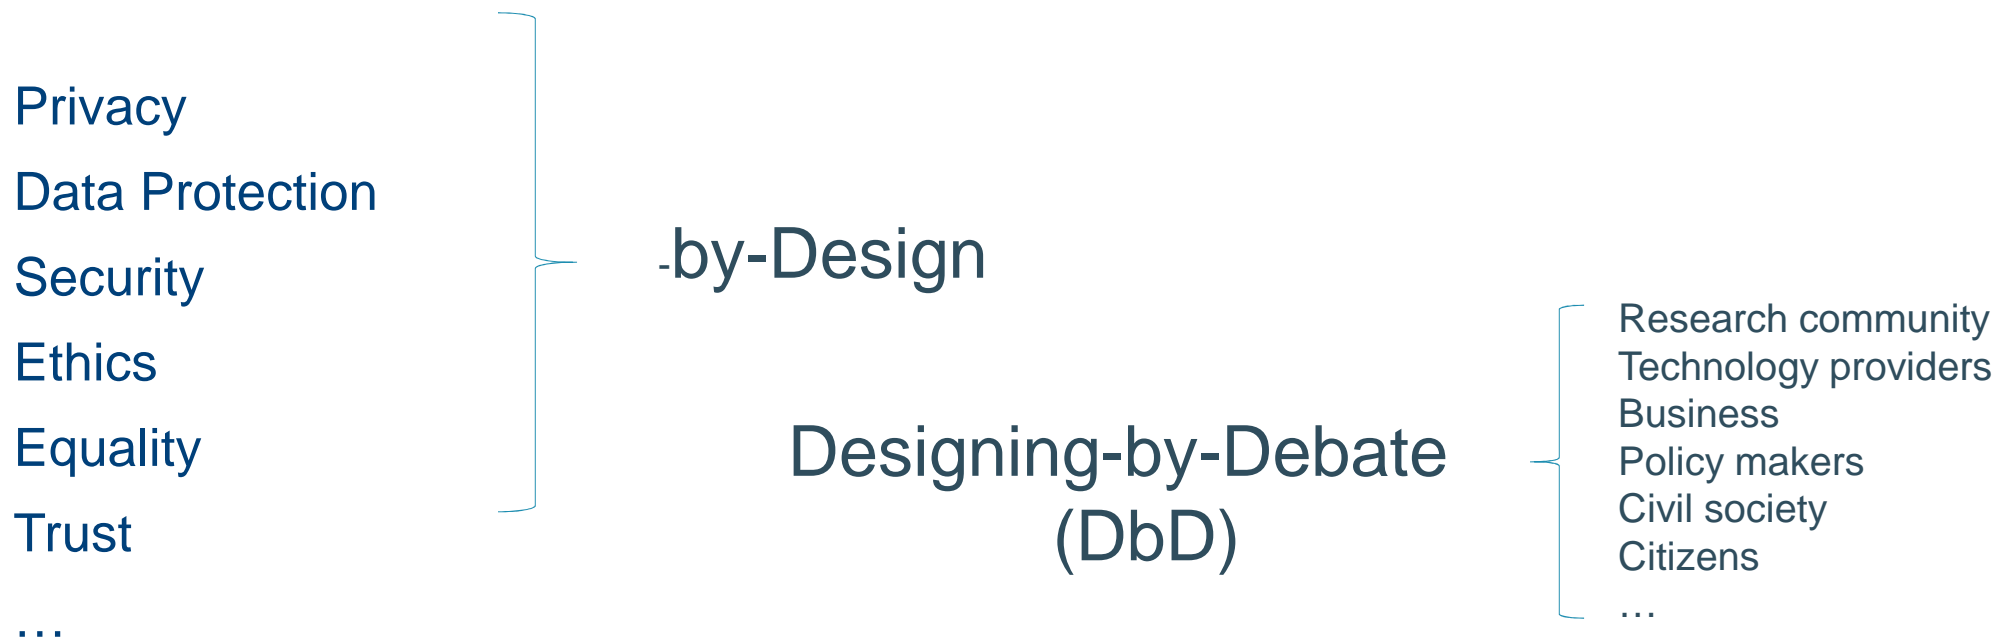 Privacy
Data Protection
Security
Ethics
Equality
Trust
…
-by-Design
Designing-by-Debate
(DbD)
Research community
Technology providers
Business
Policy makers
Civil society
Citizens
…